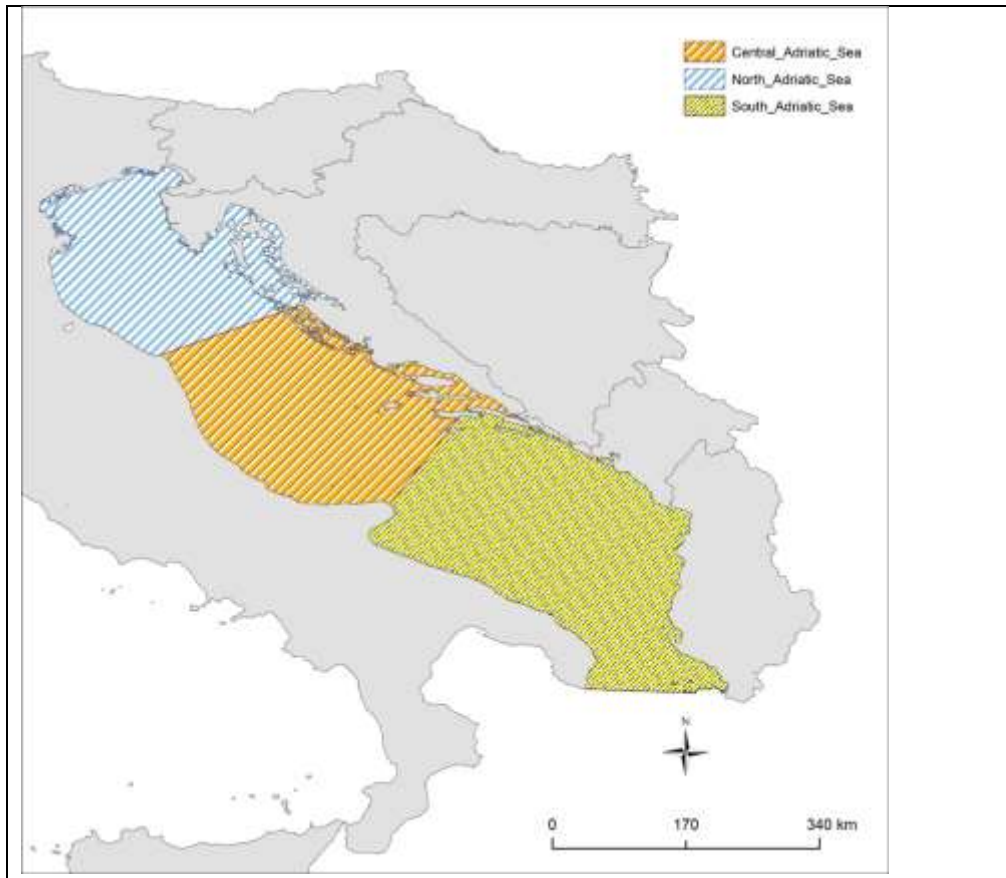 Central_Adriatic_Sea
North_Adriatic_Sea
South_Adriatic_Sea
N
0 170 340 km